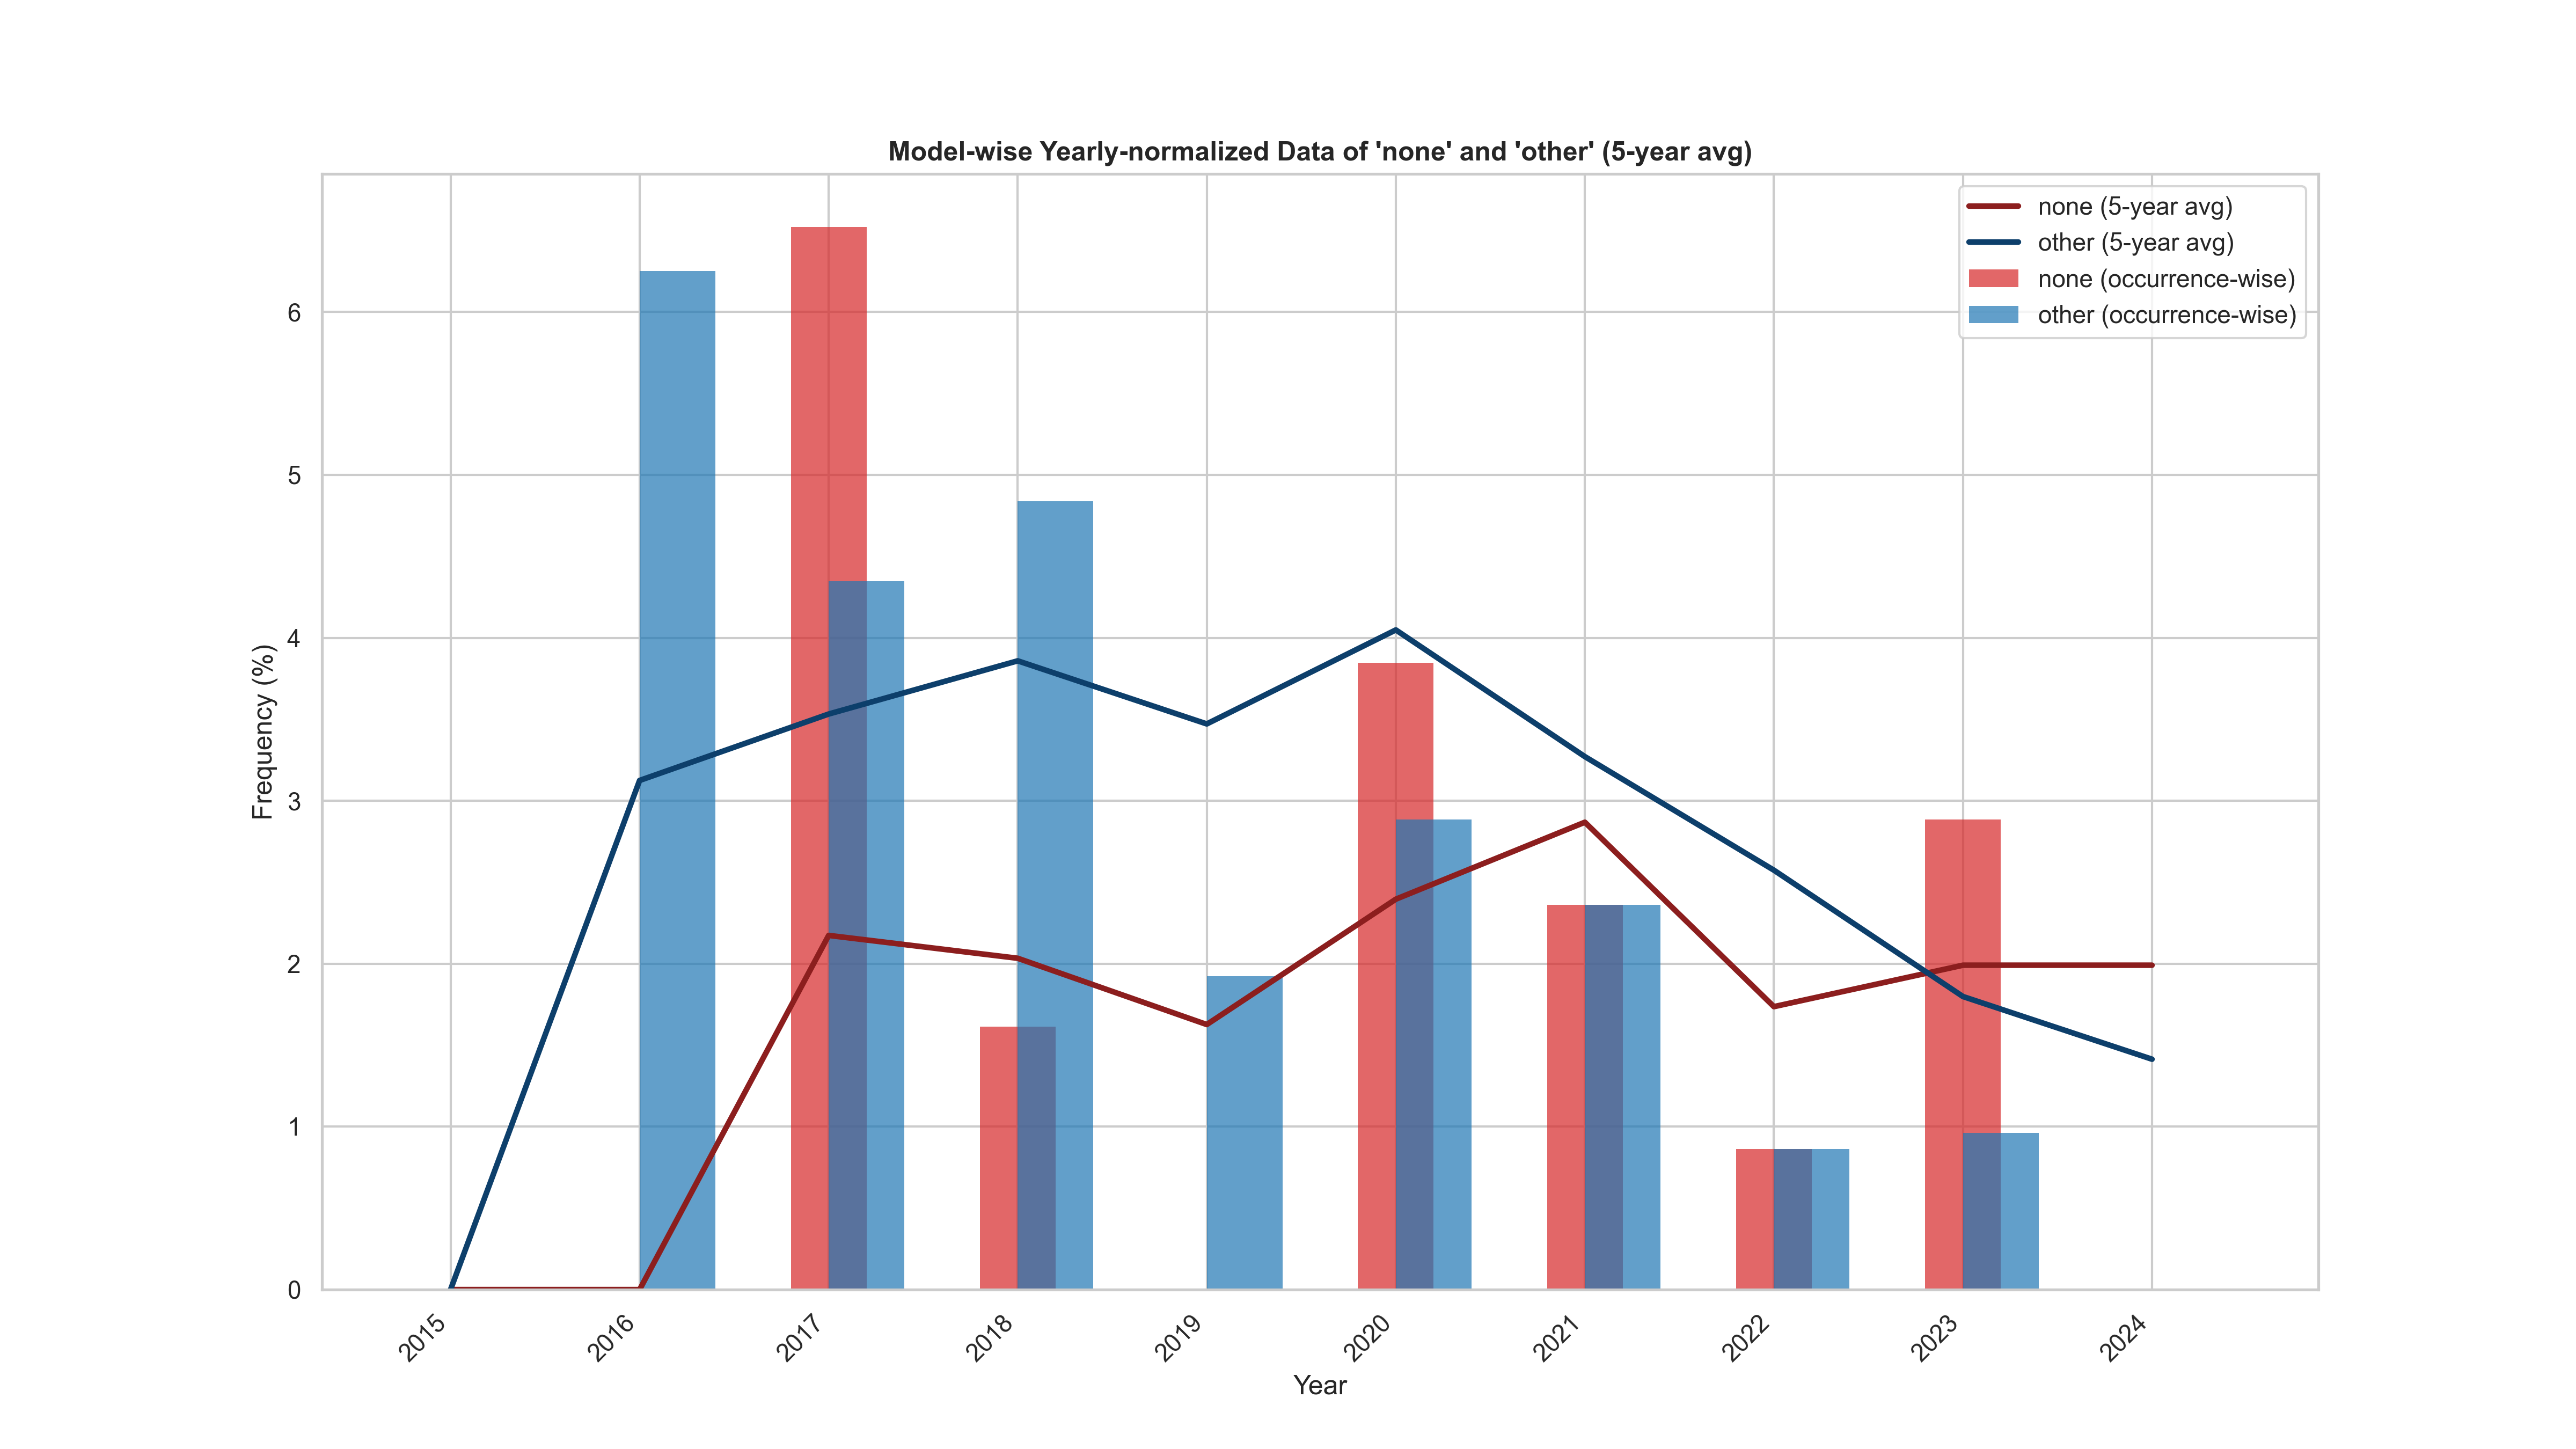 Model-wise Yearly-normalized Data of 'none' and 'other' (5-year avg)
none (5-year avg)
other (5-year avg)
none (occurrence-wise)
other (occurrence-wise)
Frequency (%)
6
5
4
3
2
1
0
2015
2016
2017
2018
2019
2020
2021
2022
2023
2024
Year